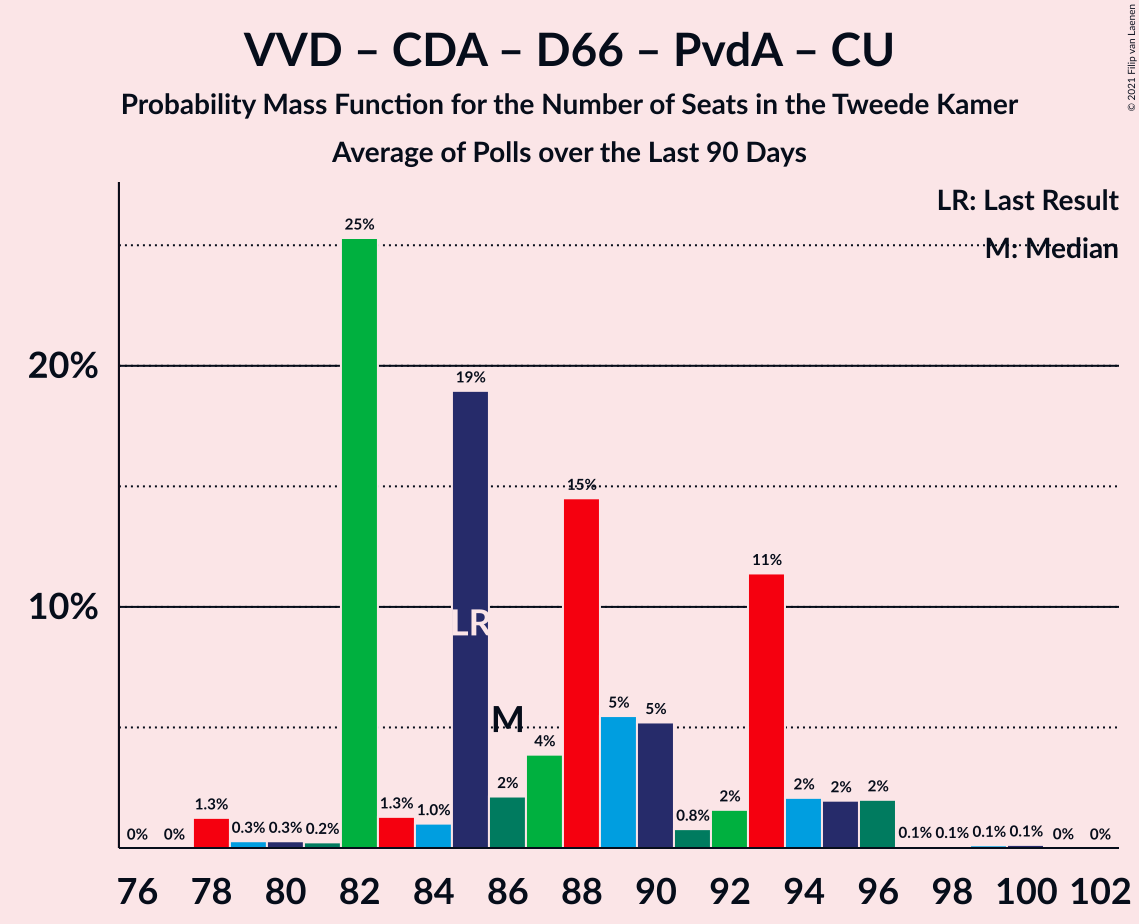 VVD – CDA – D66 – PvdA – CU
Probability Mass Function for the Number of Seats in the Tweede Kamer
Average of Polls over the Last 90 Days
© 2021 Filip van Laenen
LR: Last Result
M: Median
20%
10%
0% 0% 1.3% 0.3% 0.3% 0.2% 25% 1.3% 1.0% 19% 2% 4% 15% 5% 5% 0.8% 2% 11% 2% 2% 2% 0.1% 0.1% 0.1% 0.1% 0% 0%
LR
M
76 78 80 82 84 86 88 90 92 94 96 98 100 102